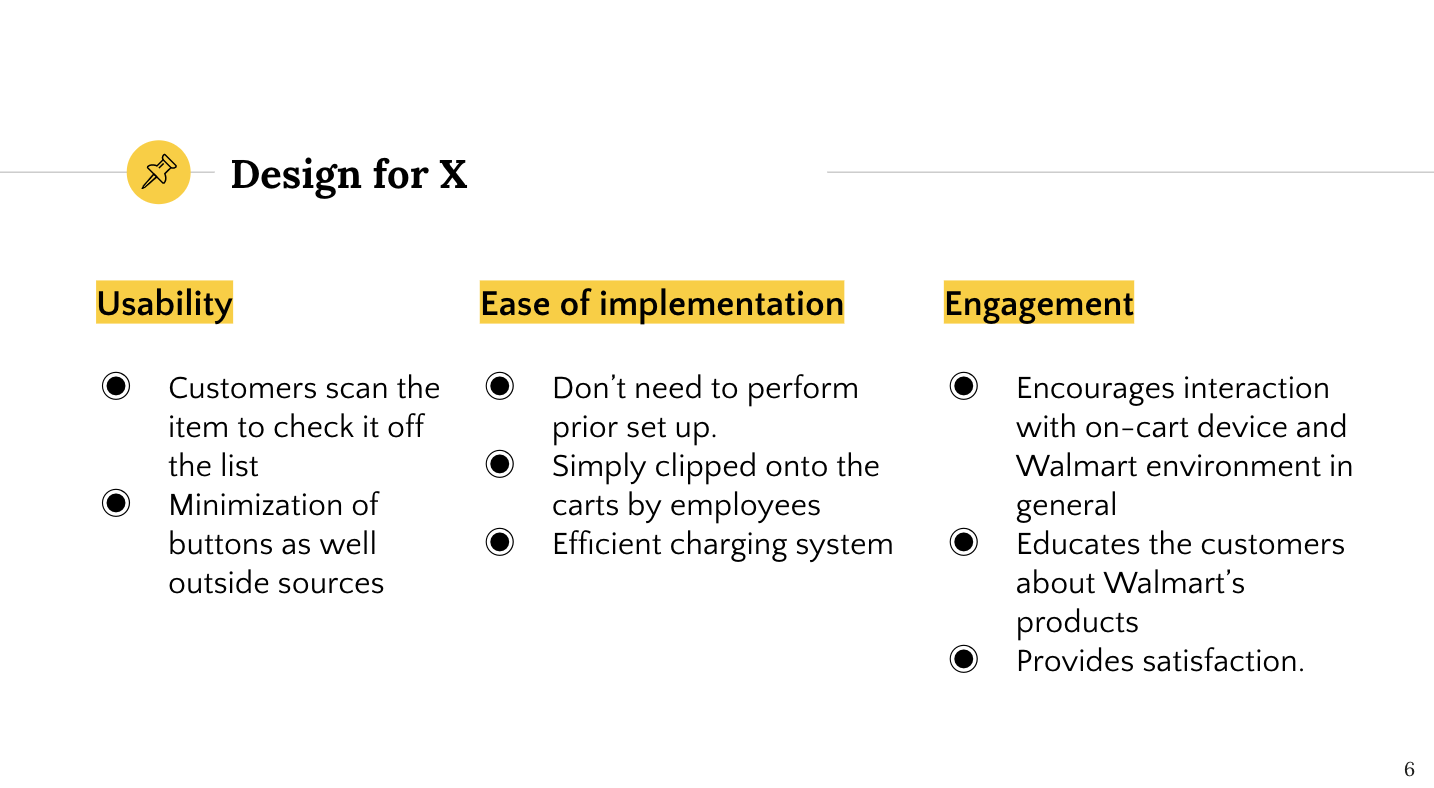 Design for X
Usability
Customers scan the
item to check it off
the list
Minimization of
buttons as well
outside sources
Ease of implementation
Don’t need to perform
prior set up.
Simply clipped onto the
carts by employees
Efficient charging system
Engagement
Encourages interaction
with on-cart device and
Walmart environment in
general
Educates the customers
about Walmart’s
products
Provides satisfaction.
6